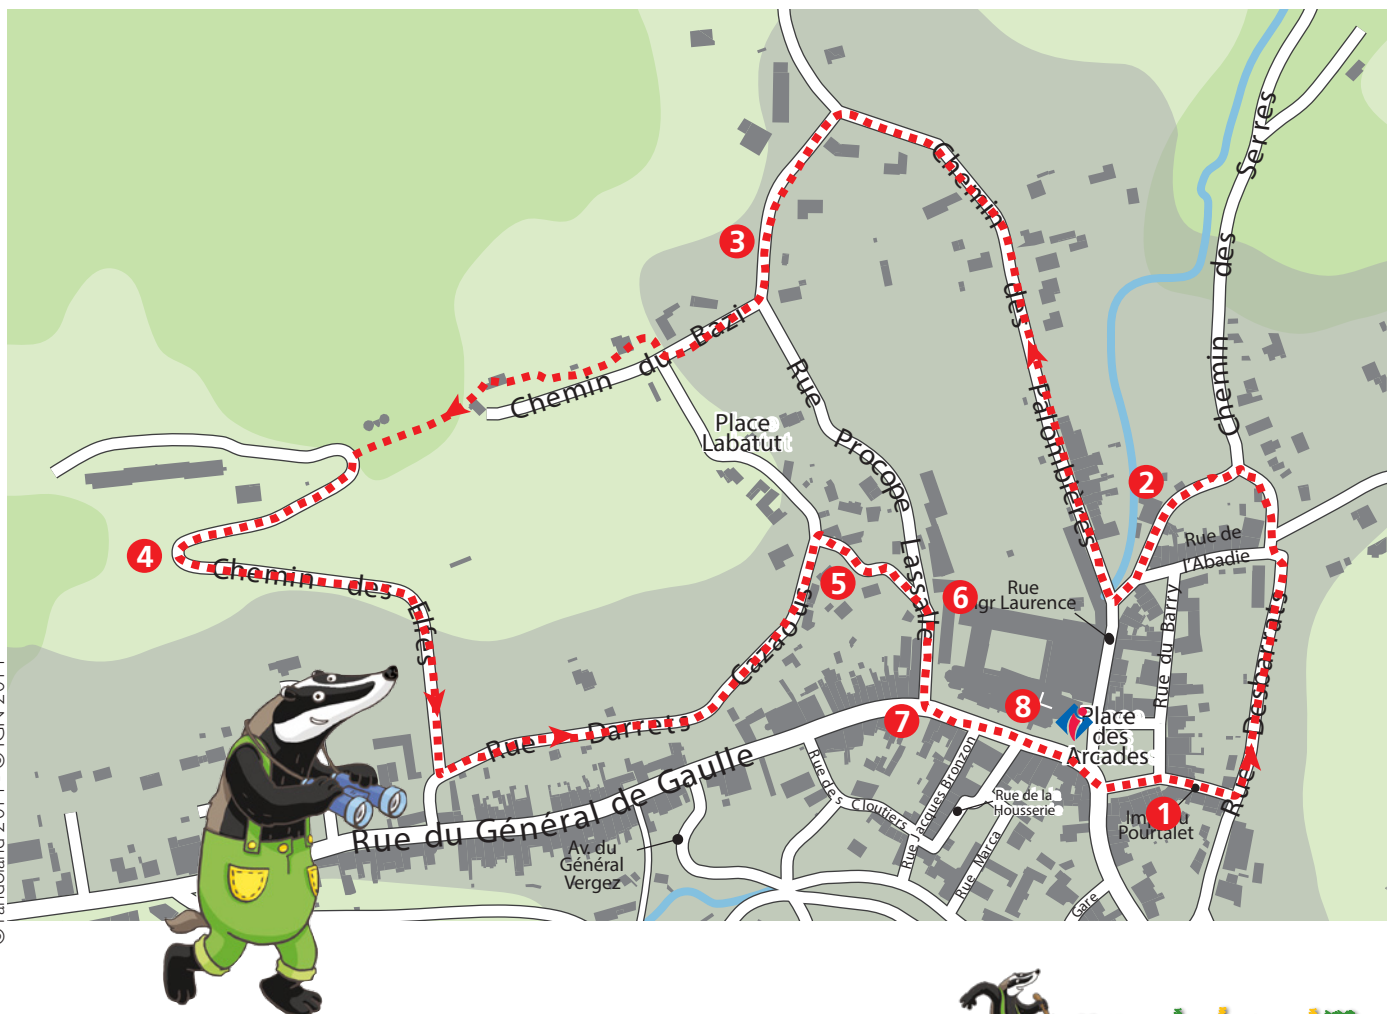 Chemin des Serres
Chemin des Palombières
3
Chemin du Bazi
Rue Procope Lassalle
Place
Labatut
2
4
Chemin des Elfes
5
6
Rue de
l'Abadie
Rue
gr Laurence
Rue du Barry
Rue Desbarrats
Cazaous
Rue Darrets
8
7
Place
des
Arcades
Rue du Général de Gaulle
Rue des Cloutiers
Rue Jacques Bronzon
Rue de la
Housserie
Rue Marca
1
Pourtalet
Av. du
Général
Vergez
Gare